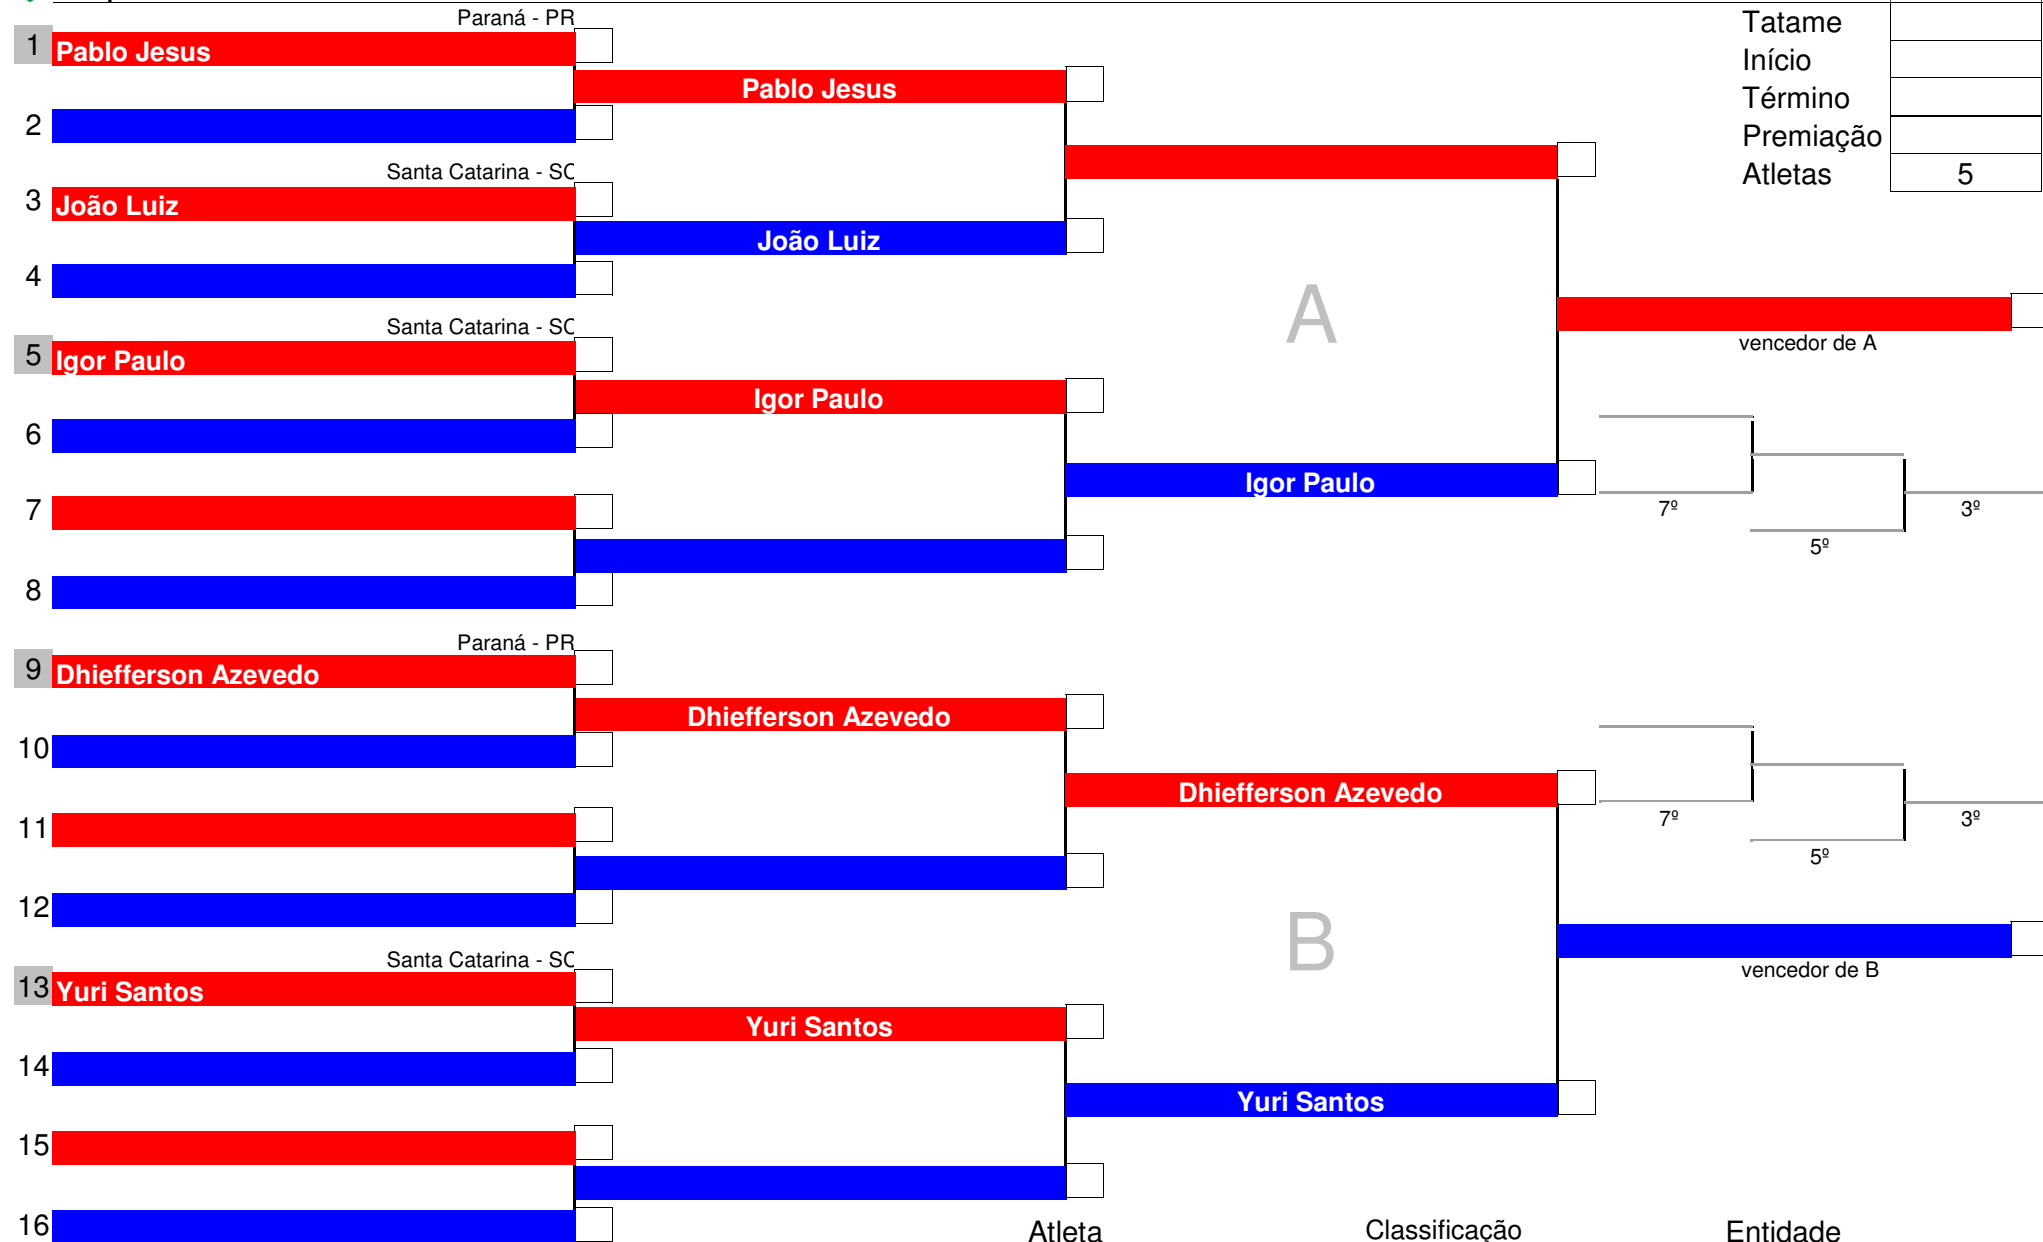 Paraná - PR
Tatame
1 Pablo Jesus
Início
Pablo Jesus
Término
2
Premiação
Santa Catarina - SC
Atletas 5
3 João Luiz
João Luiz
4
A
Santa Catarina - SC
vencedor de A
5 Igor Paulo
Igor Paulo
6
Igor Paulo
7
7º 3º
5º
8
Paraná - PR
9 Dhiefferson Azevedo
Dhiefferson Azevedo
10
Dhiefferson Azevedo
11
7º 3º
5º
12
B
Santa Catarina - SC
vencedor de B
13 Yuri Santos
Yuri Santos
14
Yuri Santos
15
16
Atleta Classificação Entidade